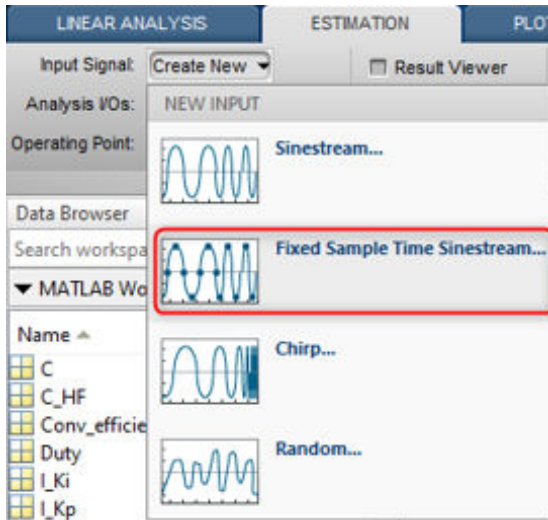 LINEAR ANALYSIS ESTIMATION
Input Signal: Create New Result Viewer
Analysis I/Os: NEW INPUT
Operating Point:
Sinestream...
Data Browser
Search
Fixed Sample Time Sinestream...
MATLAB
Name
Chirp...
C
C_HF
Duty
Random...
I_Ki
I_Kp